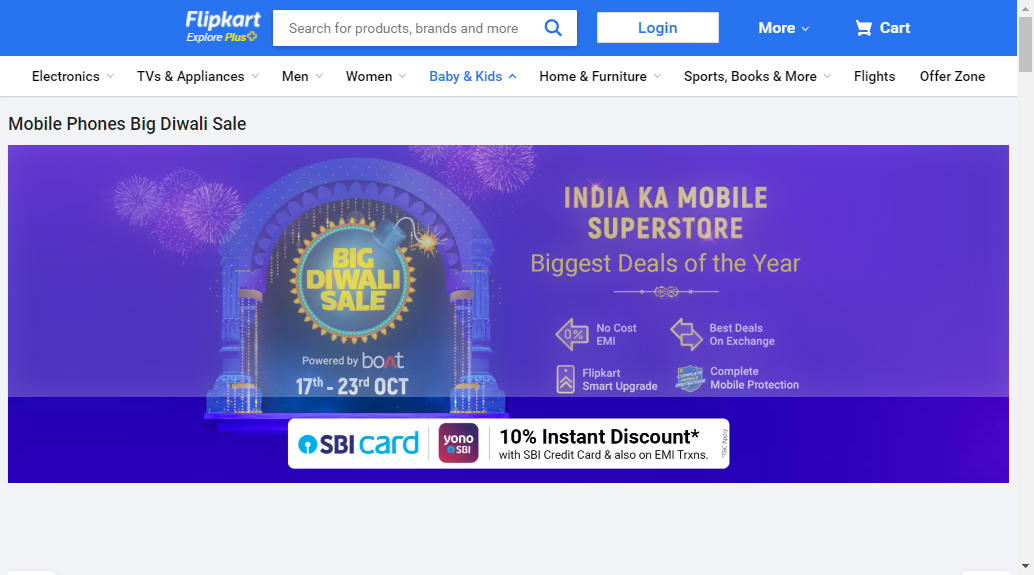 Flipkart
Explore Plus
Search for products, brands and more
Login
More
Cart
Electronics
TVs & Appliances
Men
Women
Baby & Kids
Home & Furniture
Sports, Books & More
Flights
Offer Zone
Mobile Phones Big Diwali Sale
BIG
DIWALI
SALE
Powered by boAt
17th - 23rd OCT
INDIA KA MOBILE
SUPERSTORE
Biggest Deals of the Year
0%
No Cost
EMI
Best Deals
On Exchange
Flipkart
Smart Upgrade
COMPLETE
MOBILE
PROTECTION
Complete
Mobile Protection
SBI card
yono
SBI
10% Instant Discount*
with SBI Credit Card & also on EMI Trxns.
*T&C Apply